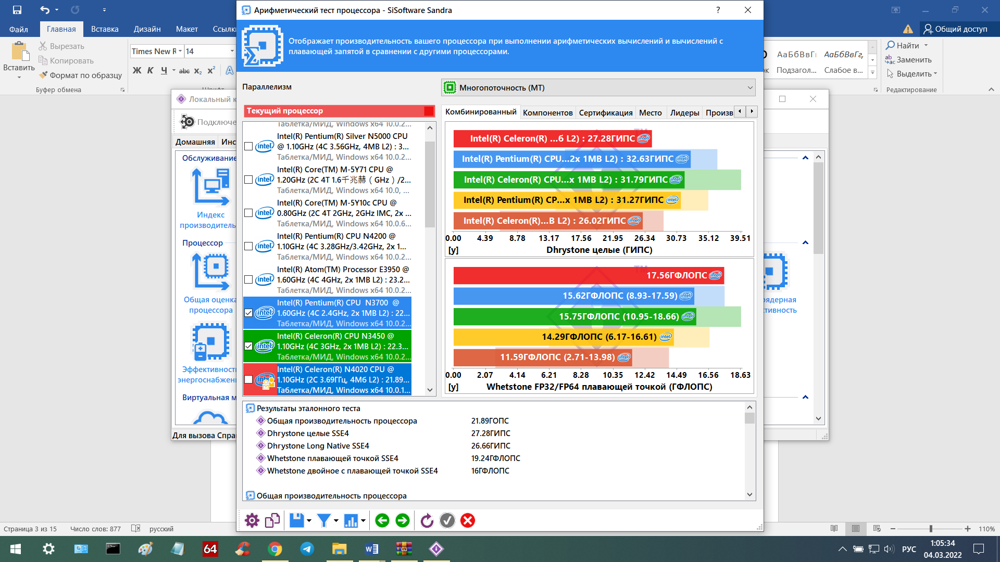 Арифметический тест процессора - SiSoftware Sandra
?
Файл
Главная
Вставка
Дизайн
Макет
Общий доступ
Вставить
Вырезать
Копировать
Формат по образцу
Буфер обмена
Times New R
14
Ж К Ч abc x₂ x² A
Отображает производительность вашего процессора при выполнении арифметических вычислений и вычислений с
плавающей запятой в сравнении с другими процессорами.
АаБбВвГг
АаБбВвГг,
Подзагол...
Слабое в...
Найти
Заменить
Выделить
Редактирование
Локальный к
Подключе
Домашняя
Инс
Обслуживание
Индекс
производитель
Процессор
Общая оценка
процессора
Эффективност
энергоснабжен
Виртуальная м
Для вызова Спра
Параллелизм
Многопоточность (MT)
Текущий процессор
Таблетка/МИД, Windows x64 10.0.2...
Intel(R) Pentium(R) Silver N5000 CPU
@ 1.10GHz (4C 3.56GHz, 4MB L2) : 3...
Таблетка/МИД, Windows x64 10.0.2...
Intel(R) Core(TM) M-5Y71 CPU @
1.20GHz (2C 4T 1.6千兆赫（GHz）/2...
Таблетка/МИД, Windows x64 10.0, ...
Intel(R) Core(TM) M-5Y10c CPU @
0.80GHz (2C 4T 2GHz, 2GHz IMC, 2x ...
Таблетка/МИД, Windows x64 10.0.6...
Intel(R) Pentium(R) CPU N4200 @
1.10GHz (4C 3.28GHz/3.42GHz, 2x 1...
Таблетка/МИД, Windows x64 10.0.2...
Intel(R) Atom(TM) Processor E3950 @
1.60GHz (4C 4GHz, 2x 1MB L2) : 23.2...
Таблетка/МИД, Windows x64 10.0.2...
Intel(R) Pentium(R) CPU  N3700  @
1.60GHz (4C 2.4GHz, 2x 1MB L2) : 22...
Таблетка/МИД, Windows x64 10.0.2...
Intel(R) Celeron(R) CPU N3450 @
1.10GHz (4C 3GHz, 2x 1MB L2) : 22.3...
Таблетка/МИД, Windows x64 10.0.2...
Intel(R) Celeron(R) N4020 CPU @
1.10GHz (2C 3.69ГГц, 4М6 L2) : 21.89...
Таблетка/МИД, Windows x64 10.0.1...
Комбинированный
Компонентов
Сертификация
Место
Лидеры
Произв
Intel(R) Celeron(R) ...6 L2) : 27.28ГИПС
Intel(R) Pentium(R) CPU...2x 1MB L2) : 32.63ГИПС
Intel(R) Celeron(R) CPU...x 1MB L2) : 31.79ГИПС
Intel(R) Pentium(R) CP...x 1MB L2) : 31.27ГИПС
Intel(R) Celeron(R)...B L2) : 26.02ГИПС
0.00 4.39 8.78 13.17 17.56 21.95 26.34 30.73 35.12 39.51
[y] Dhrystone целые (ГИПС)
17.56ГФЛОПС
15.62ГФЛОПС (8.93-17.59)
15.75ГФЛОПС (10.95-18.66)
14.29ГФЛОПС (6.17-16.61)
11.59ГФЛОПС (2.71-13.98)
0.00 2.07 4.14 6.21 8.28 10.35 12.42 14.49 16.56 18.63
[y] Whetstone FP32/FP64 плавающей точкой (ГФЛОПС)
Результаты эталонного теста
Общая производительность процессора 21.89ГОПС
Dhrystone целые SSE4 27.28ГИПС
Dhrystone Long Native SSE4 26.66ГИПС
Whetstone плавающей точкой SSE4 19.24ГФЛОПС
Whetstone двойное с плавающей точкой SSE4 16ГФЛОПС
Общая производительность процессора
Страница 3 из 15
Число слов: 877
русский
110%
64
РУС
1:05:34
04.03.2022